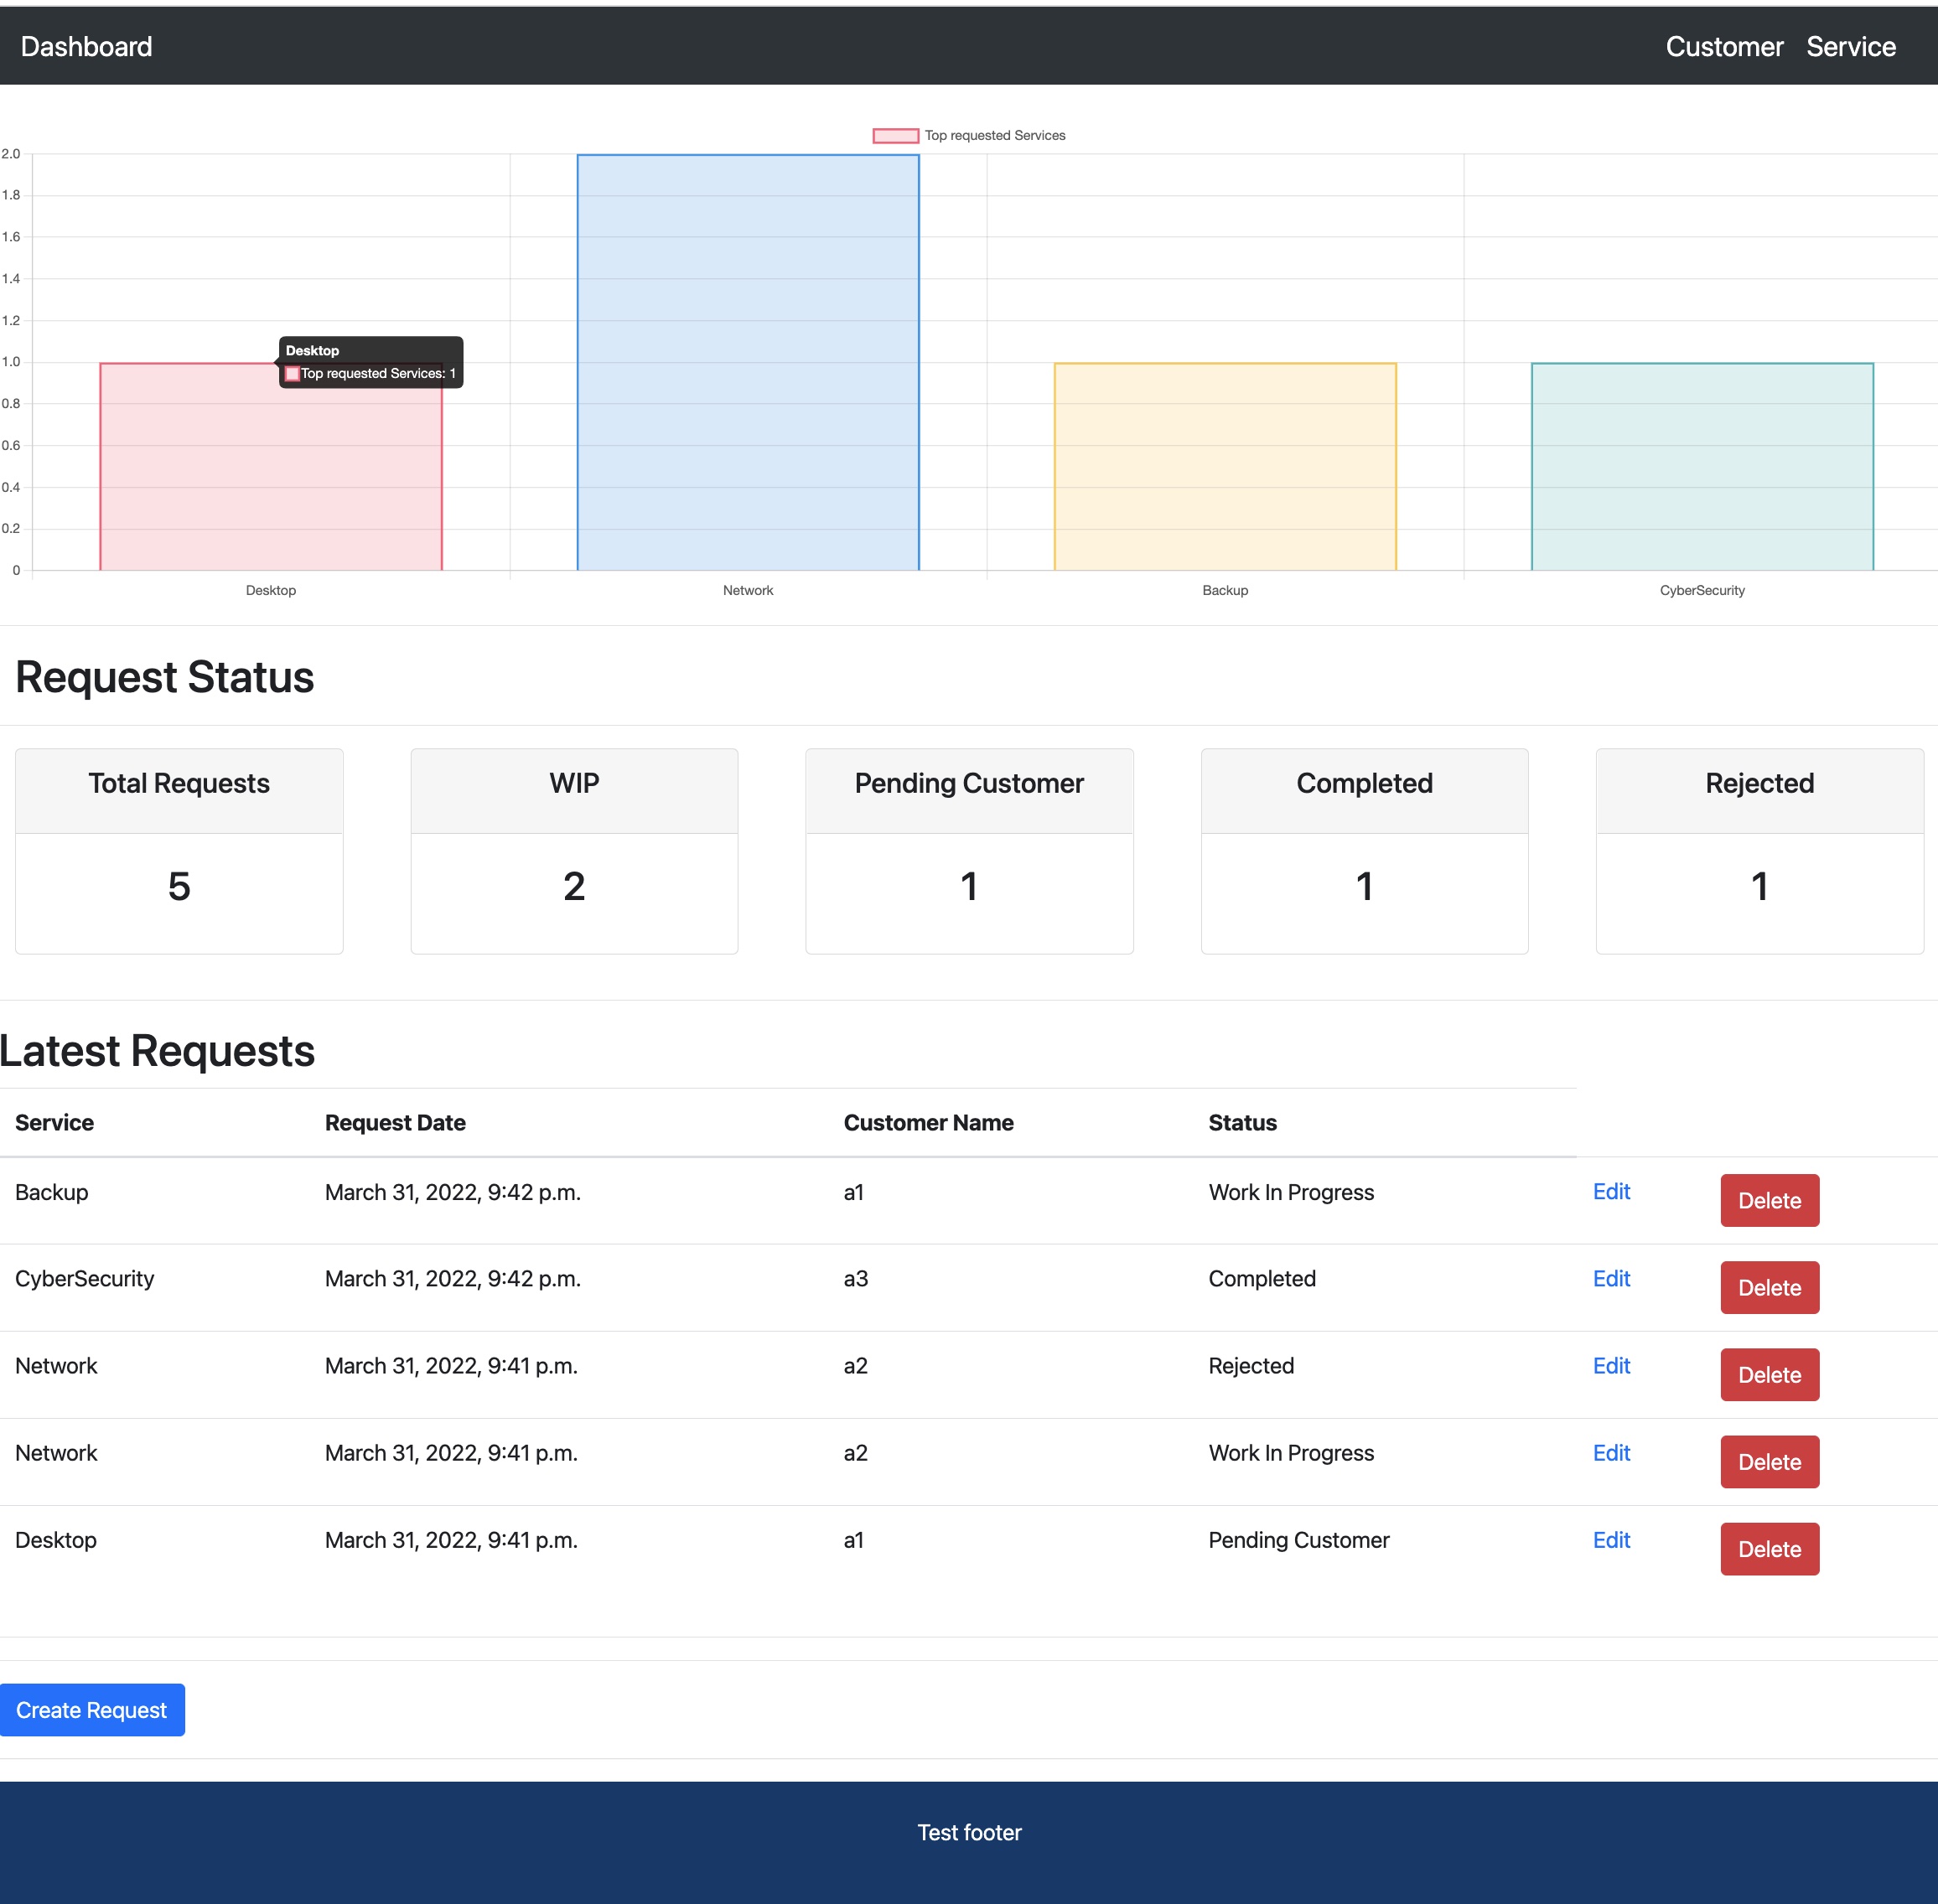 Dashboard Customer Service
Top requested Services
2.0
1.8
1.6
1.4
1.2
1.0
Desktop
Top requested Services: 1
0.8
0.6
0.4
0.2
0
Desktop Network Backup CyberSecurity
Request Status
Total Requests WIP Pending Customer Completed Rejected
5 2 1 1 1
Latest Requests
Service Request Date Customer Name Status
Backup March 31, 2022, 9:42 p.m. a1 Work In Progress Edit Delete
CyberSecurity March 31, 2022, 9:42 p.m. a3 Completed Edit Delete
Network March 31, 2022, 9:41 p.m. a2 Rejected Edit Delete
Network March 31, 2022, 9:41 p.m. a2 Work In Progress Edit Delete
Desktop March 31, 2022, 9:41 p.m. a1 Pending Customer Edit Delete
Create Request
Test footer